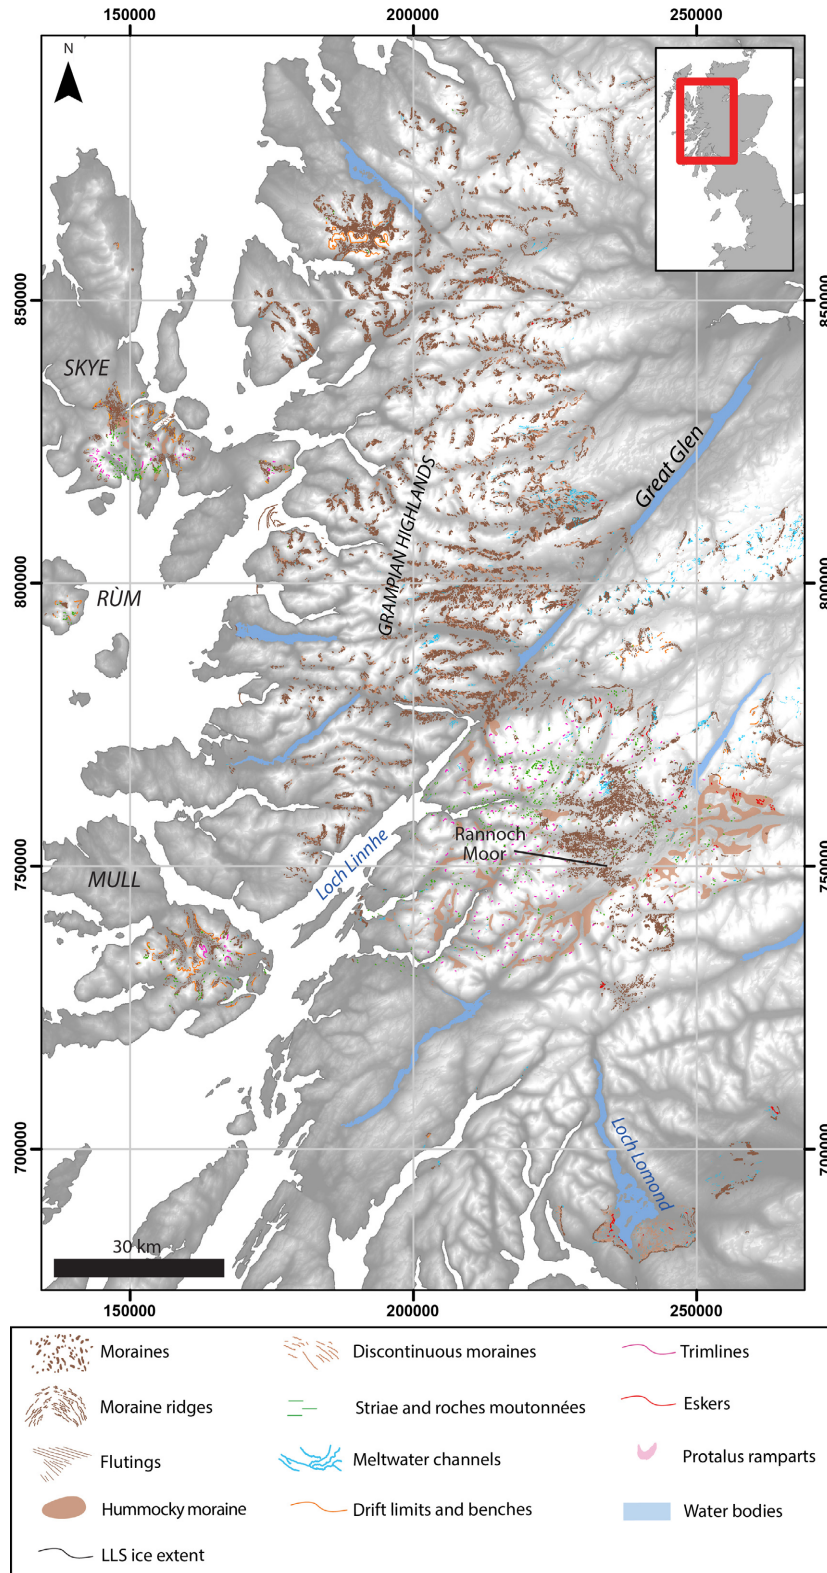 150000
200000
250000
N
850000
850000
SKYE
Great Glen
GRAMPIAN HIGHLANDS
800000
800000
RÙM
Rannoch
Moor
750000
750000
Loch Linnhe
MULL
700000
700000
Loch Lomond
30 km
150000
200000
250000
Moraines
Discontinuous moraines
Trimlines
Moraine ridges
Striae and roches moutonnées
Eskers
Flutings
Meltwater channels
Protalus ramparts
Hummocky moraine
Drift limits and benches
Water bodies
LLS ice extent